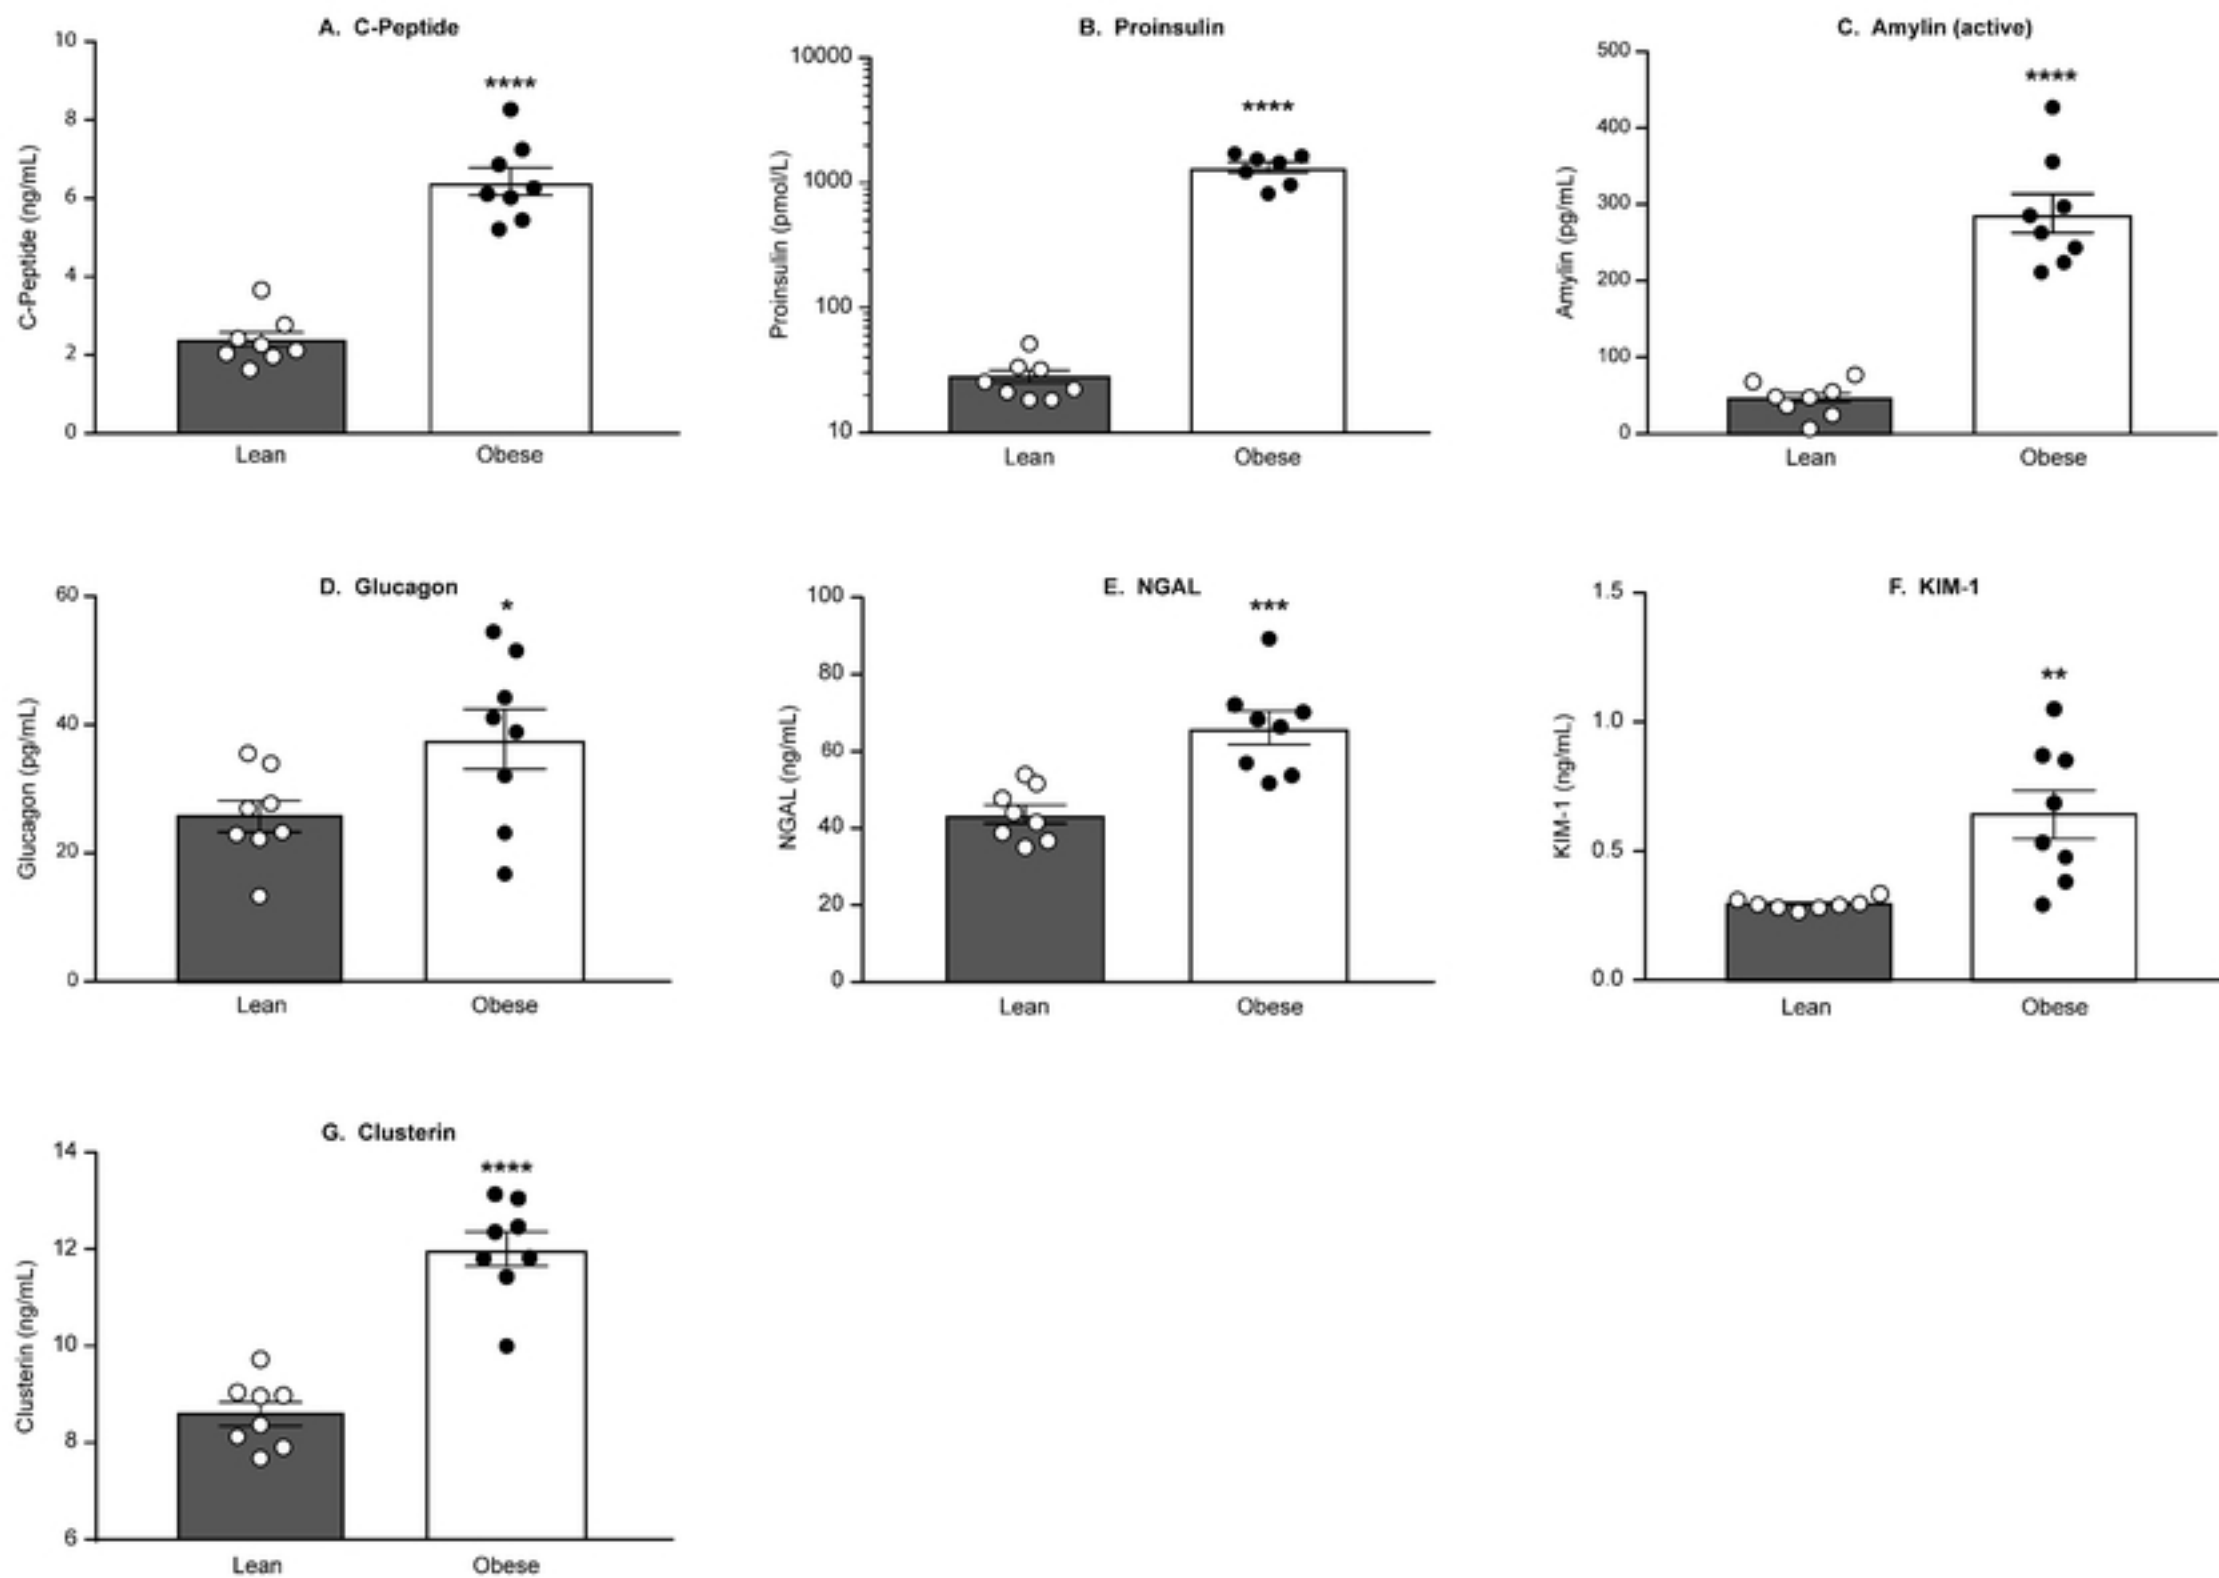 A. C-Peptide
C-Peptide (ng/mL)
10
8
6
4
2
0
****
Lean
Obese
B. Proinsulin
Proinsulin (pmol/L)
10000
1000
100
10
****
Lean
Obese
C. Amylin (active)
Amylin (pg/mL)
500
400
300
200
100
0
****
Lean
Obese
D. Glucagon
Glucagon (pg/mL)
60
40
20
0
*
Lean
Obese
E. NGAL
NGAL (ng/mL)
100
80
60
40
20
0
***
Lean
Obese
F. KIM-1
KIM-1 (ng/mL)
1.5
1.0
0.5
0.0
**
Lean
Obese
G. Clusterin
Clusterin (ng/mL)
14
12
10
8
6
****
Lean
Obese